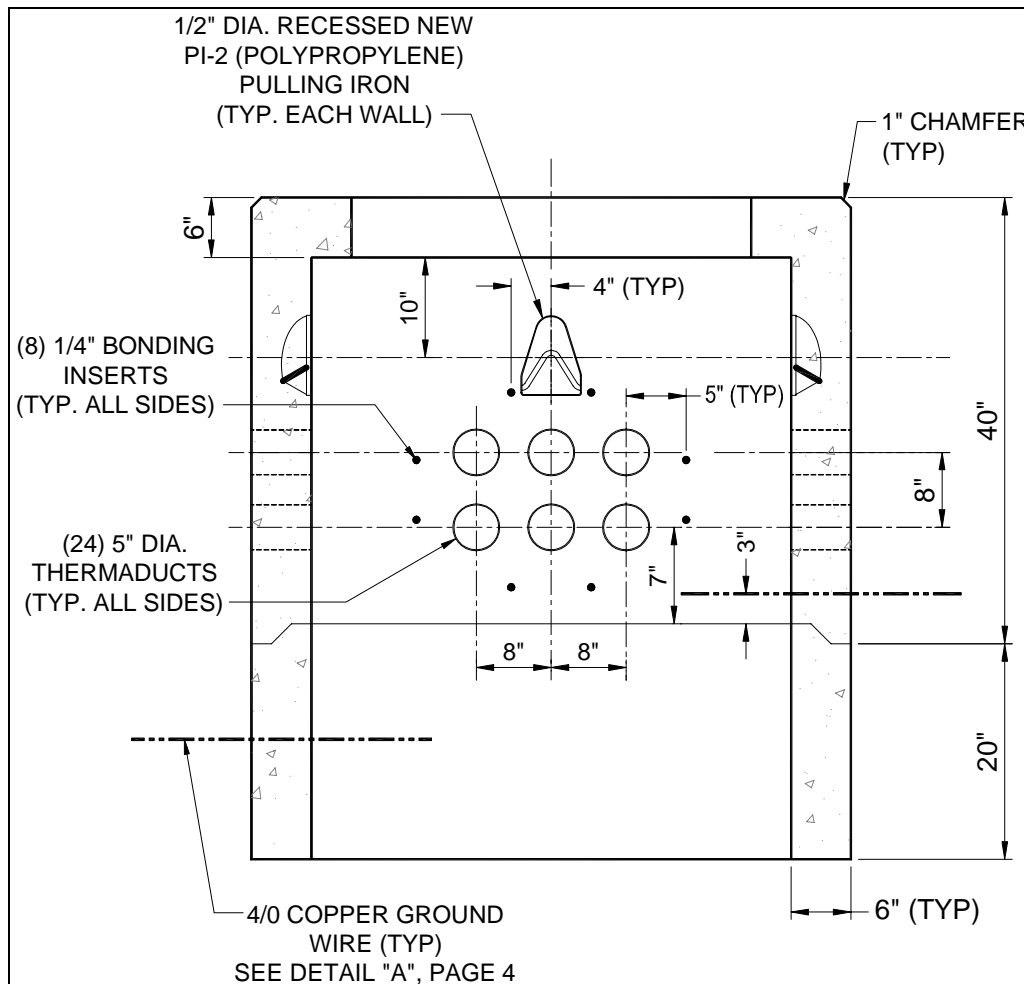 1/2" DIA. RECESSED NEW
PI-2 (POLYPROPYLENE)
PULLING IRON
(TYP. EACH WALL)
1" CHAMFER
(TYP)
6"
10"
4" (TYP)
(8) 1/4" BONDING
INSERTS
(TYP. ALL SIDES)
5" (TYP)
40"
8"
(24) 5" DIA.
THERMADUCTS
(TYP. ALL SIDES)
3"
7"
8"
8"
20"
4/0 COPPER GROUND
WIRE (TYP)
SEE DETAIL "A", PAGE 4
6" (TYP)